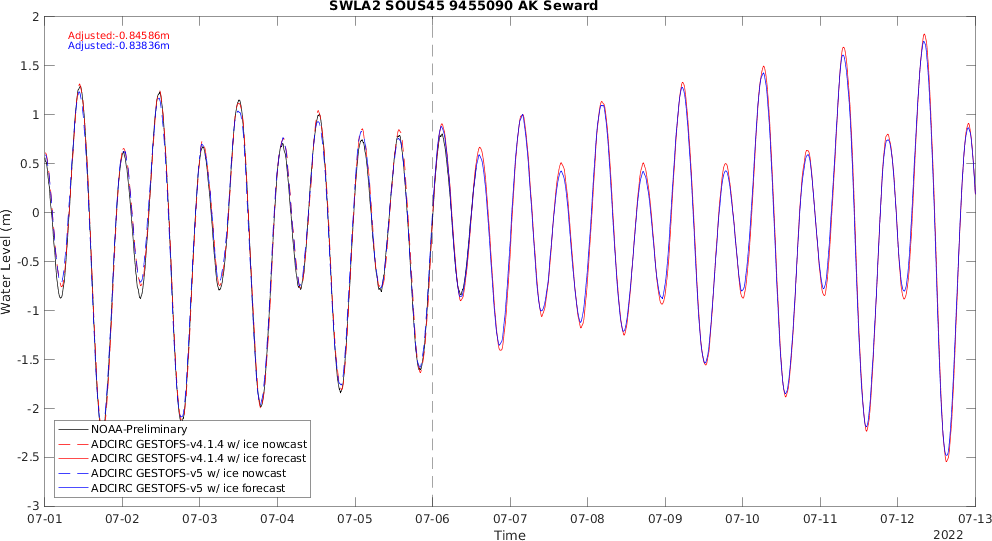 SWLA2 SOUS45 9455090 AK Seward
Adjusted:-0.84586m
Adjusted:-0.83836m
2
1.5
1
0.5
0
-0.5
-1
-1.5
-2
-2.5
-3
Water Level (m)
NOAA-Preliminary
ADCIRC GESTOFS-v4.1.4 w/ ice nowcast
ADCIRC GESTOFS-v4.1.4 w/ ice forecast
ADCIRC GESTOFS-v5 w/ ice nowcast
ADCIRC GESTOFS-v5 w/ ice forecast
07-01 07-02 07-03 07-04 07-05 07-06 07-07 07-08 07-09 07-10 07-11 07-12 07-13
Time
2022